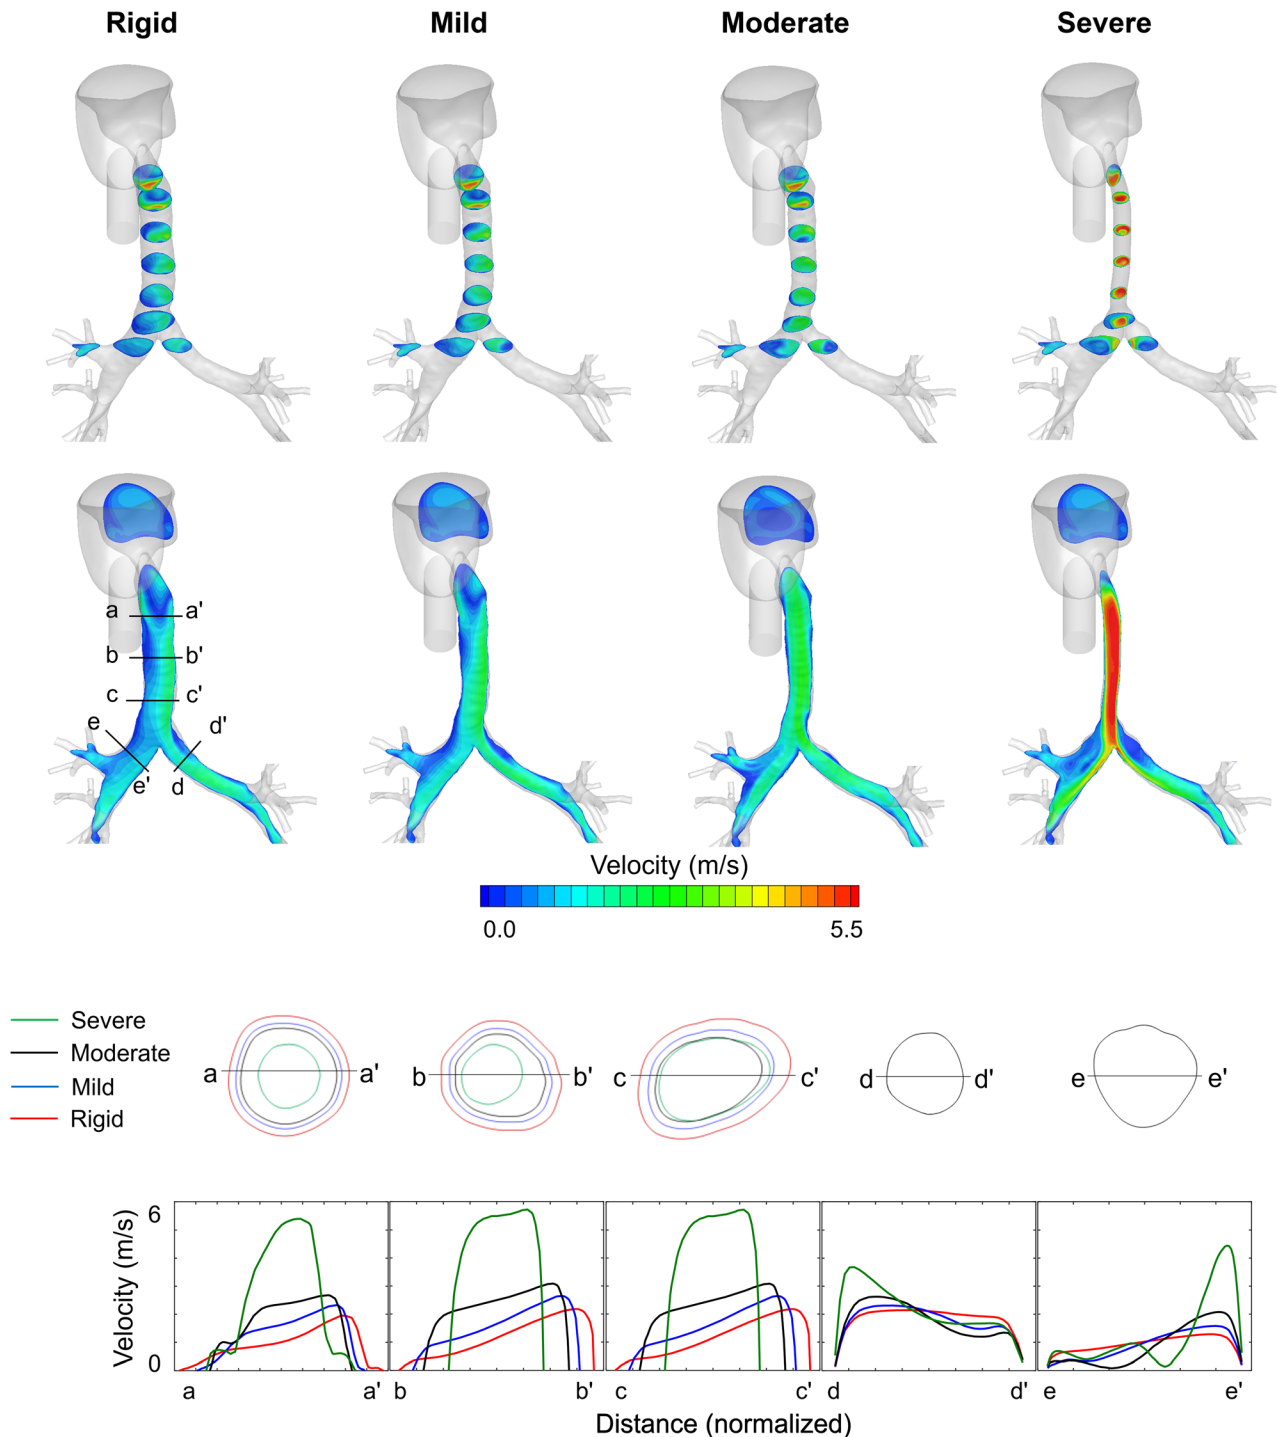 Rigid Mild Moderate Severe
a a'
b b'
c c'
e d'
e' d
Velocity (m/s)
0.0 5.5
Severe
Moderate
Mild
Rigid
a a' b b' c c' d d' e e'
6
Velocity (m/s)
0
a a' b b' c c' d d' e e'
Distance (normalized)